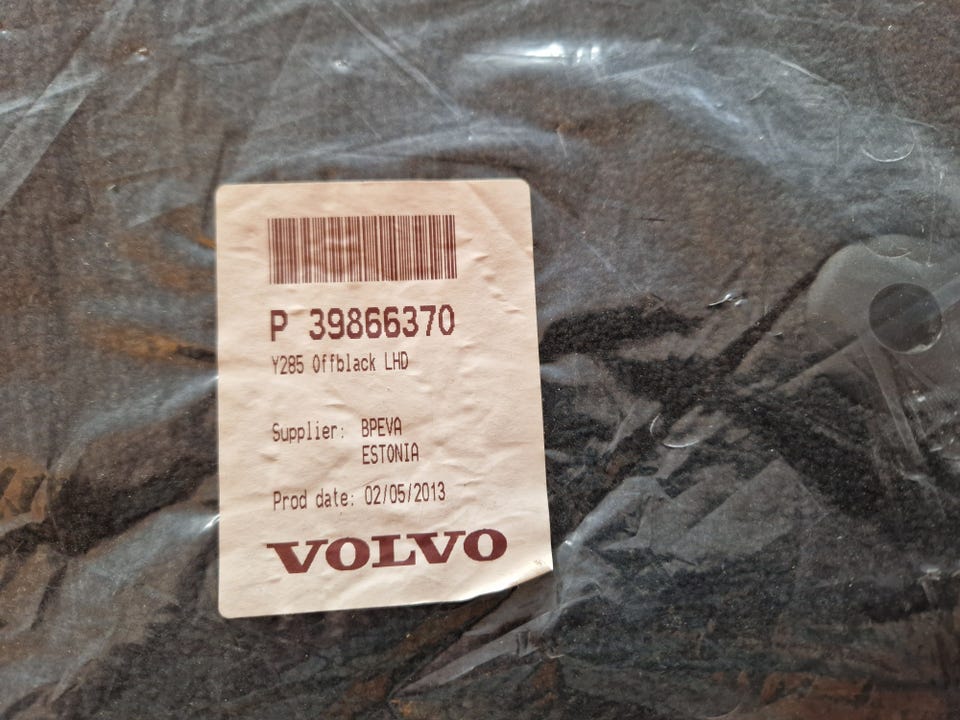 P 39866370
Y285 Offblack LHD
Supplier: BPEVA
ESTONIA
Prod date: 02/05/2013
VOLVO